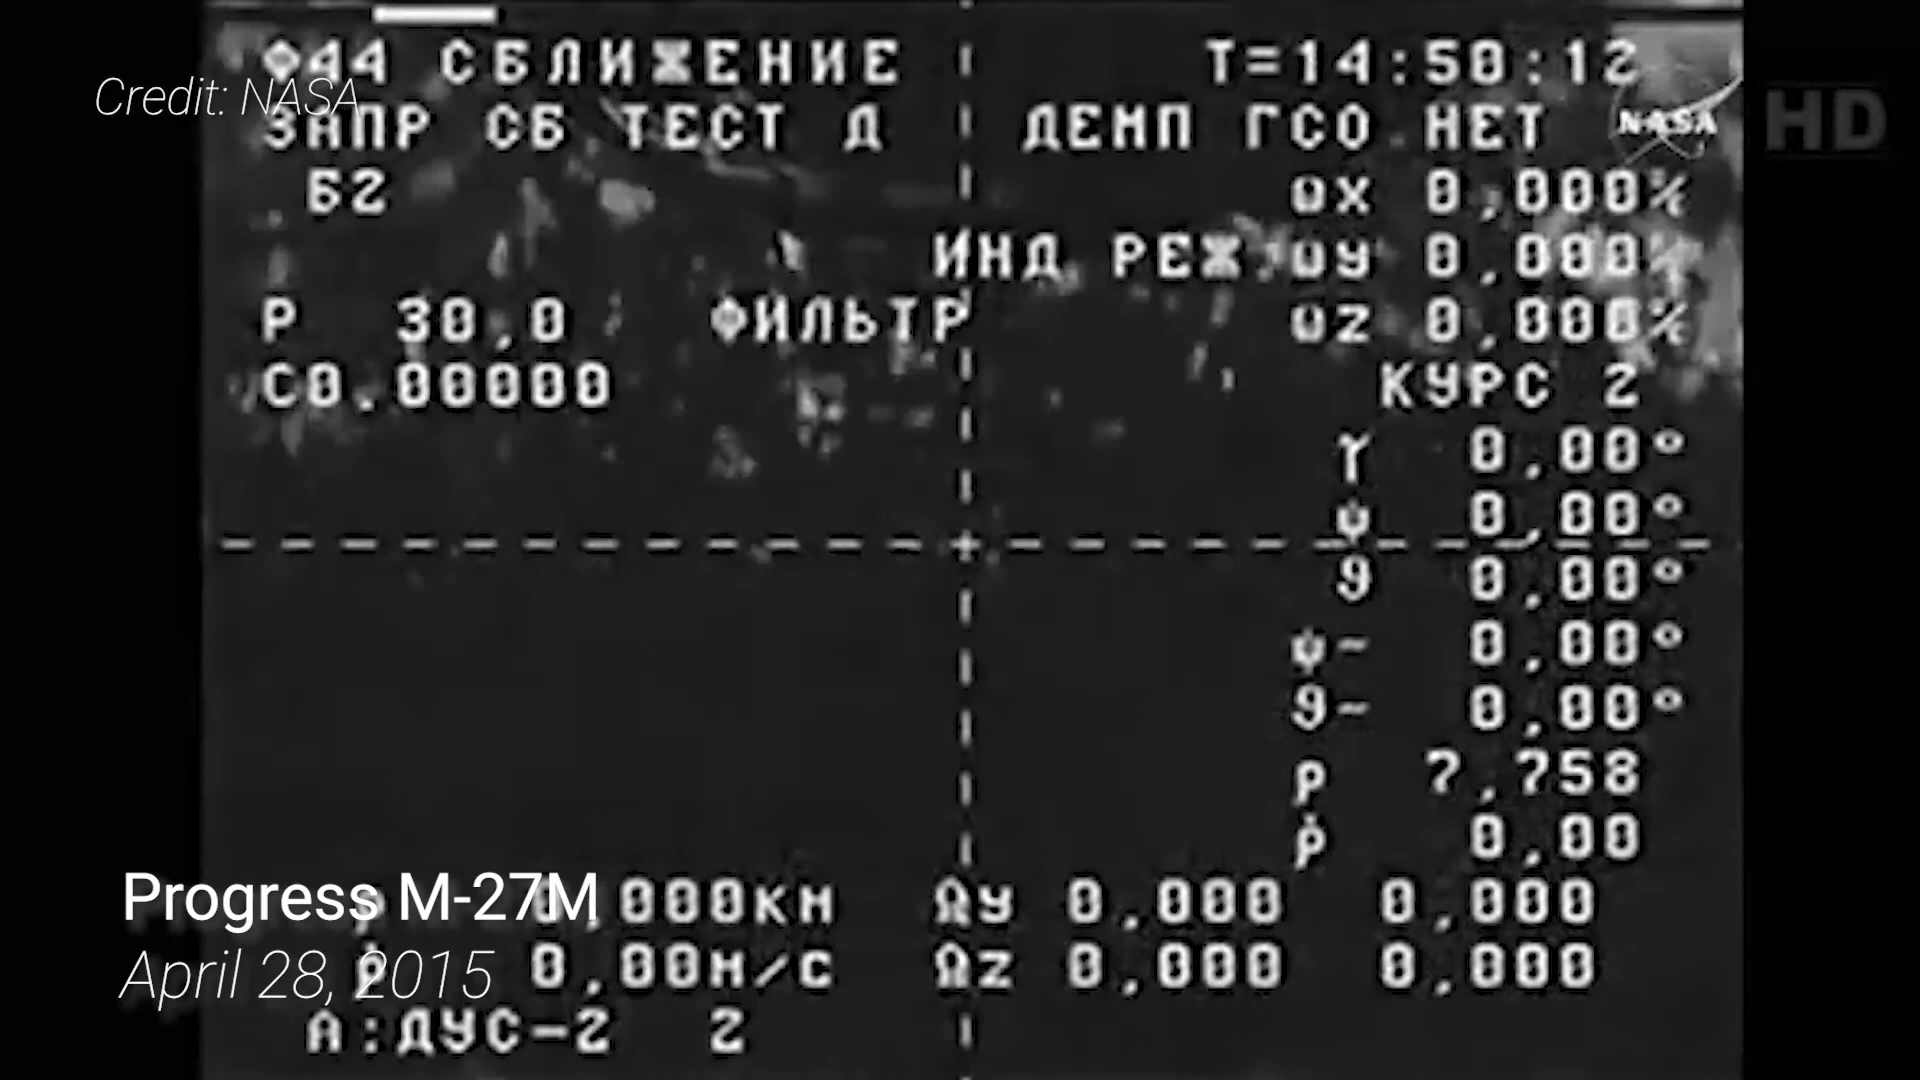 Ф44 СБЛИЖЕНИЕ T=14:50:12
Credit: NASA
ЗАПР СБ ТЕСТ Д ДЕМП ГСО НЕТ
NASA
HD
Б2 ωX 0,000%
ИНД РЕЖ ωY 0,000%
P 30,0 ФИЛЬТР ωZ 0,000%
C0.00000
КУРС 2
γ 0,00°
ψ 0,00°
ϑ 0,00°
ψ- 0,00°
ϑ- 0,00°
ρ ?,?58
ρ̇ 0,00
Progress M-27M
0,000КМ ΩY 0,000 0,000
April 28, 2015
ρ̇ 0,00М/С ΩZ 0,000 0,000
А:ДУС-2 2